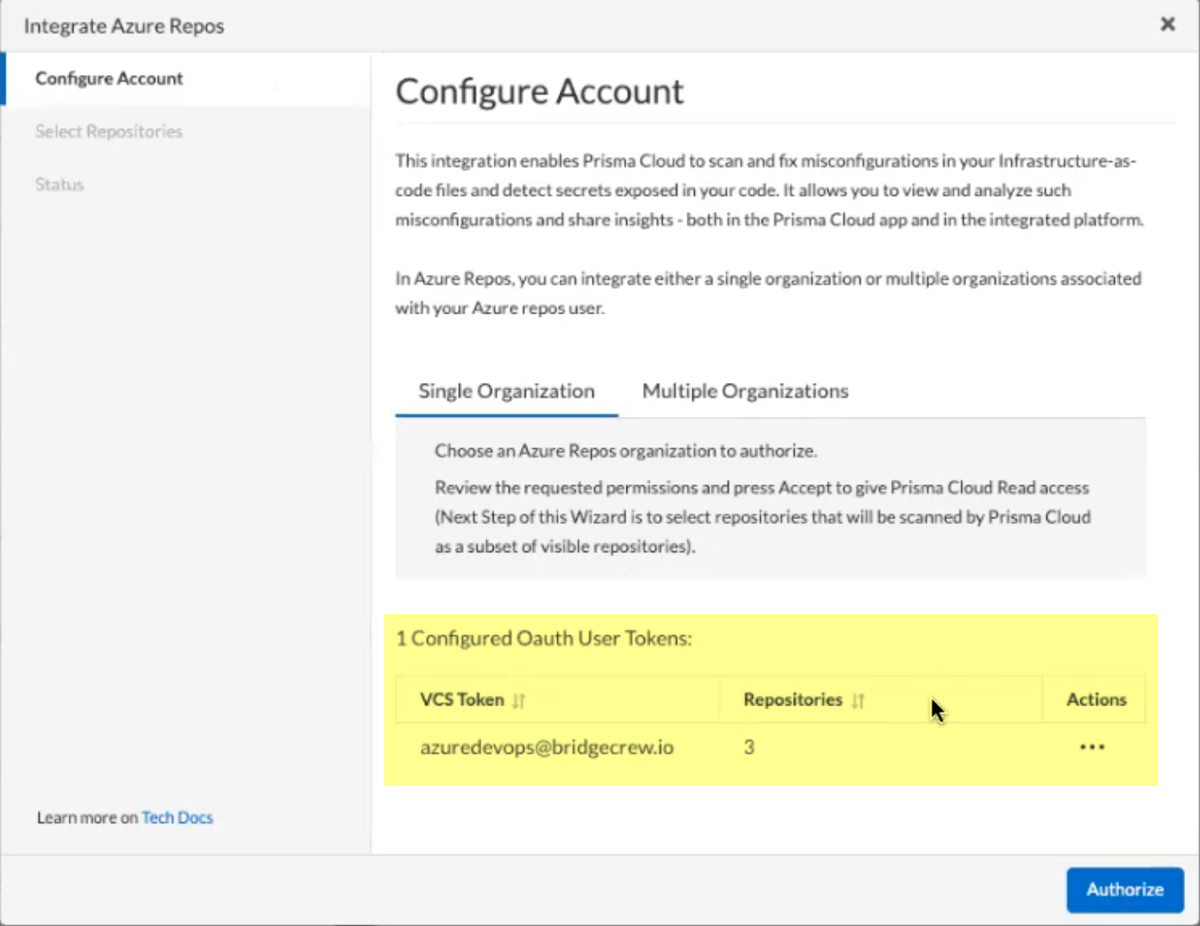 Integrate Azure Repos
Configure Account
Select Repositories
Status
Learn more on Tech Docs
Configure Account
This integration enables Prisma Cloud to scan and fix misconfigurations in your Infrastructure-as-
code files and detect secrets exposed in your code. It allows you to view and analyze such
misconfigurations and share insights - both in the Prisma Cloud app and in the integrated platform.
In Azure Repos, you can integrate either a single organization or multiple organizations associated
with your Azure repos user.
Single Organization Multiple Organizations
Choose an Azure Repos organization to authorize.
Review the requested permissions and press Accept to give Prisma Cloud Read access
(Next Step of this Wizard is to select repositories that will be scanned by Prisma Cloud
as a subset of visible repositories).
1 Configured Oauth User Tokens:
VCS Token Repositories Actions
azuredevops@bridgecrew.io 3 •••
Authorize